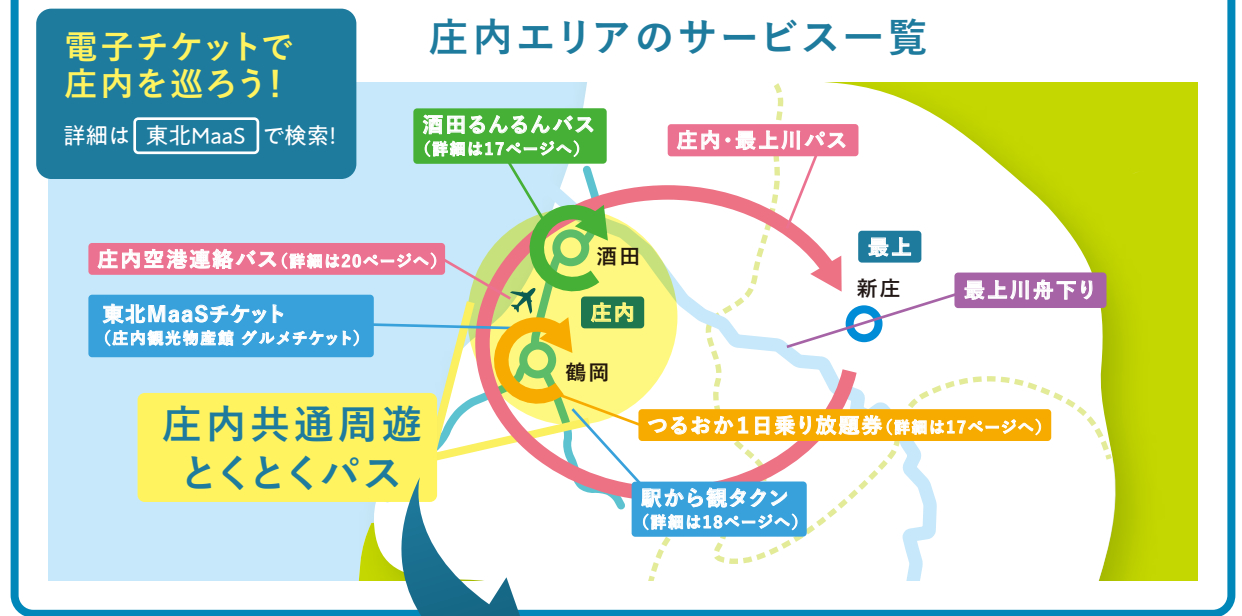 電子チケットで
庄内を巡ろう!
詳細は 東北MaaS で検索!
庄内エリアのサービス一覧
酒田るんるんバス
(詳細は17ページへ)
庄内・最上川パス
庄内空港連絡バス(詳細は20ページへ)
酒田
最上
新庄
最上川舟下り
東北MaaSチケット
(庄内観光物産館 グルメチケット)
庄内
鶴岡
庄内共通周遊
とくとくパス
つるおか1日乗り放題券(詳細は17ページへ)
駅から観タクン
(詳細は18ページへ)